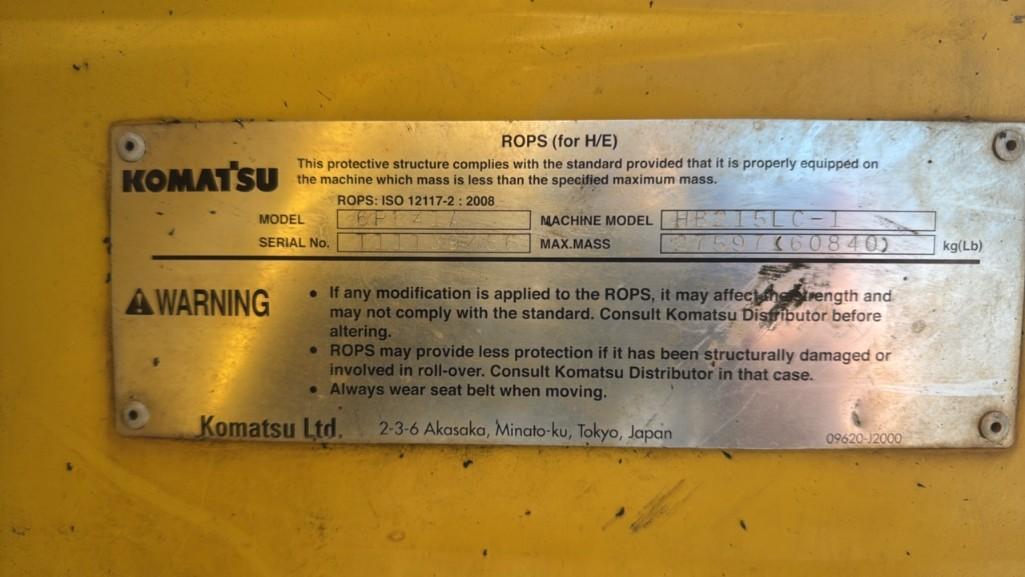 ROPS (for H/E)
KOMATSU
This protective structure complies with the standard provided that it is properly equipped on
the machine which mass is less than the specified maximum mass.
ROPS: ISO 12117-2 : 2008
MODEL MACHINE MODEL HB215LC-1
SERIAL No. MAX.MASS 27597(60840) kg(Lb)
WARNING
• If any modification is applied to the ROPS, it may affect the strength and
may not comply with the standard. Consult Komatsu Distributor before
altering.
• ROPS may provide less protection if it has been structurally damaged or
involved in roll-over. Consult Komatsu Distributor in that case.
• Always wear seat belt when moving.
Komatsu Ltd. 2-3-6 Akasaka, Minato-ku, Tokyo, Japan
09620-J2000